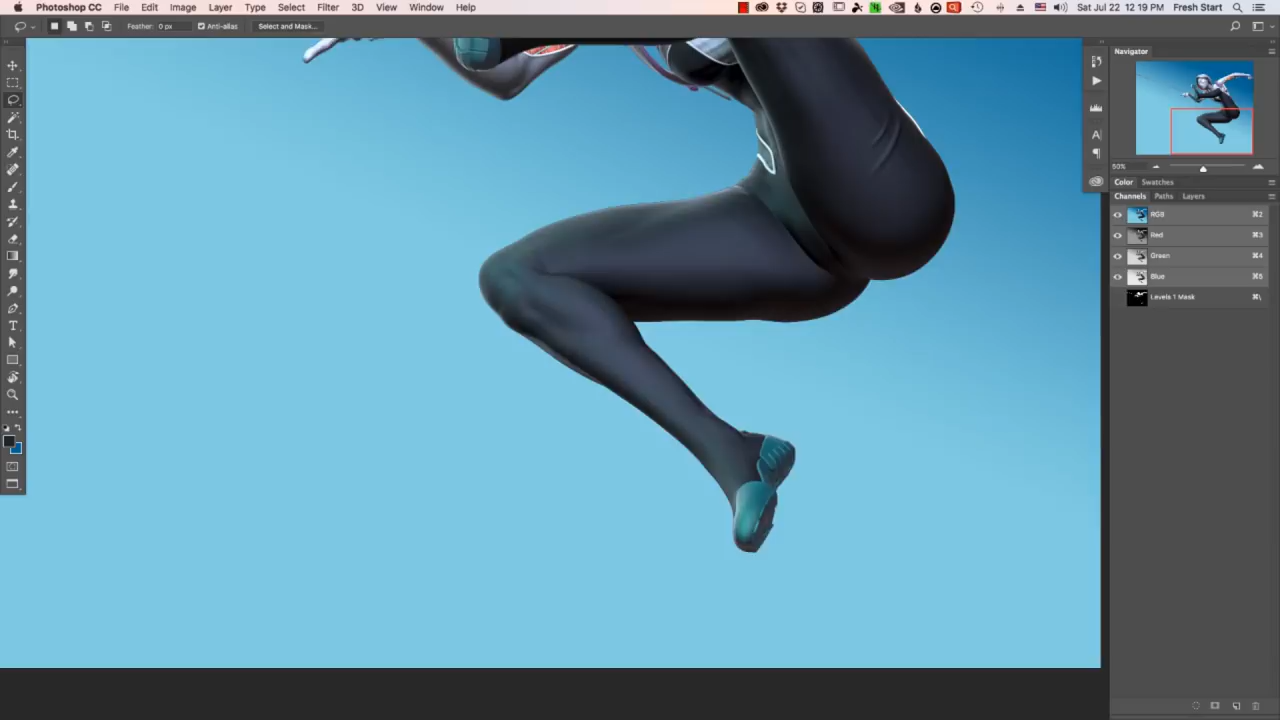 Photoshop CC File Edit Image Layer Type Select Filter 3D View Window Help Sat Jul 22 12:19 PM Fresh Start
Feather: 0 px Anti-alias Select and Mask...
Navigator
50%
Color Swatches
Channels Paths Layers
RGB ⌘2
Red ⌘3
Green ⌘4
Blue ⌘5
Levels 1 Mask ⌘\